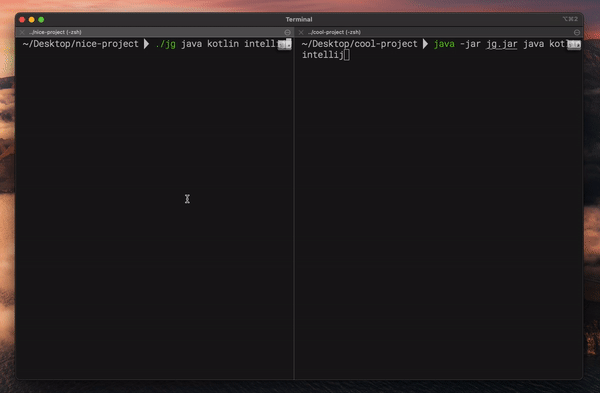 Terminal
⌥⌘2
../nice-project (-zsh)
../cool-project (-zsh)
~/Desktop/nice-project ./jg java kotlin intelli
~/Desktop/cool-project java -jar jg.jar java kotl
intellij